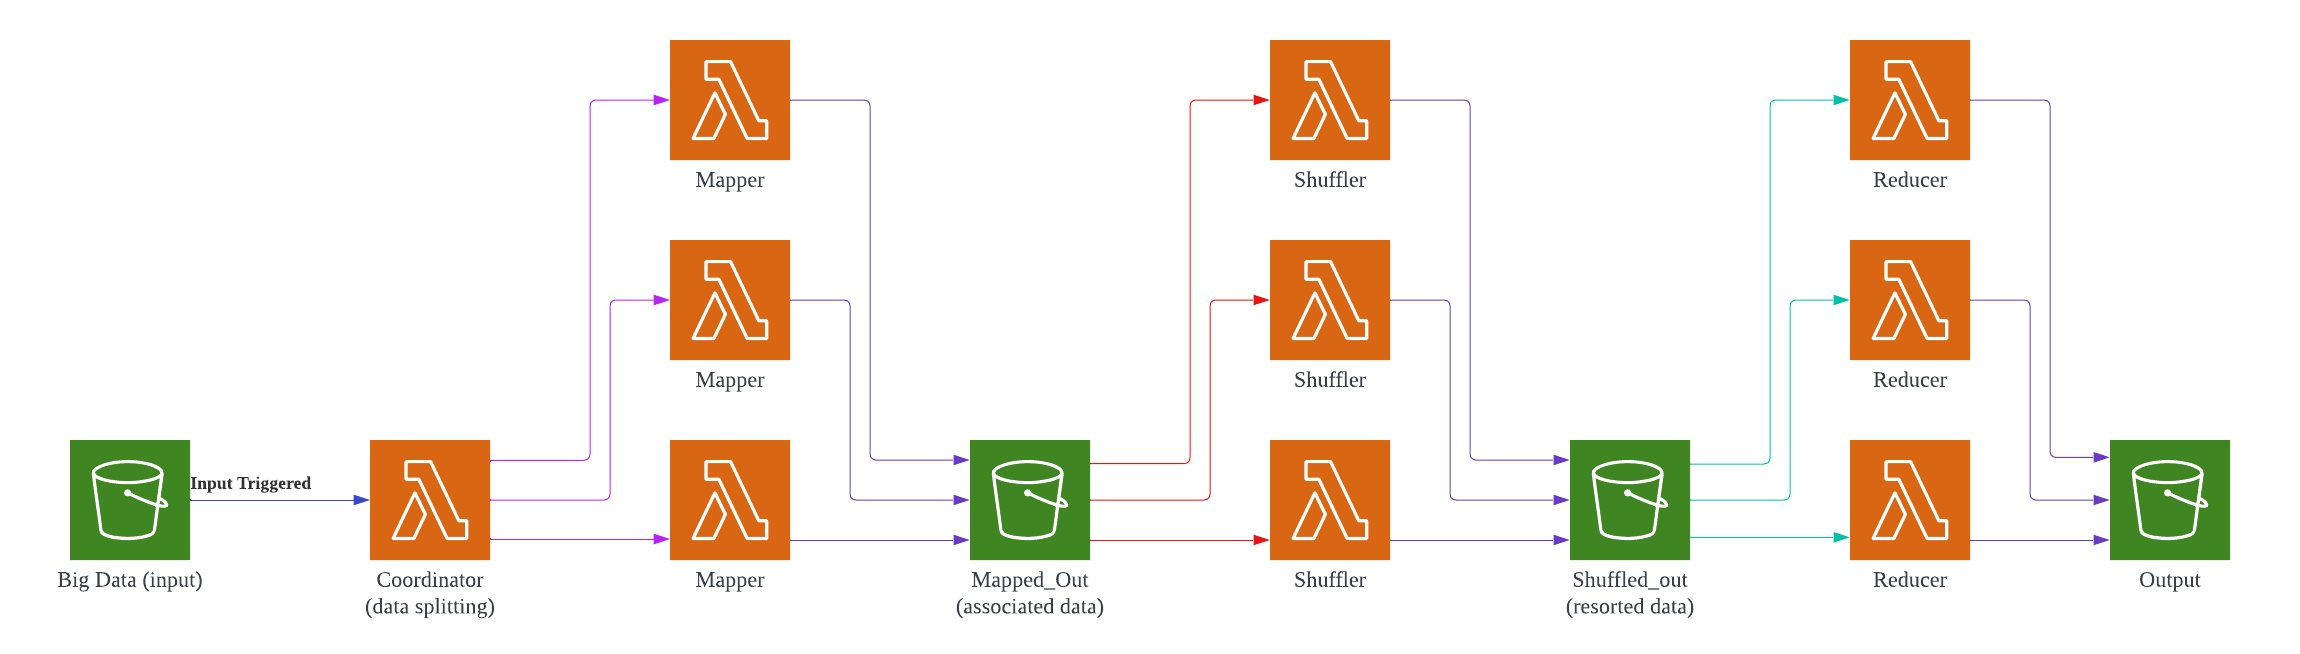 Mapper
Shuffler
Reducer
Mapper
Shuffler
Reducer
Input Triggered
Big Data (input)
Coordinator
(data splitting)
Mapper
Mapped_Out
(associated data)
Shuffler
Shuffled_out
(resorted data)
Reducer
Output